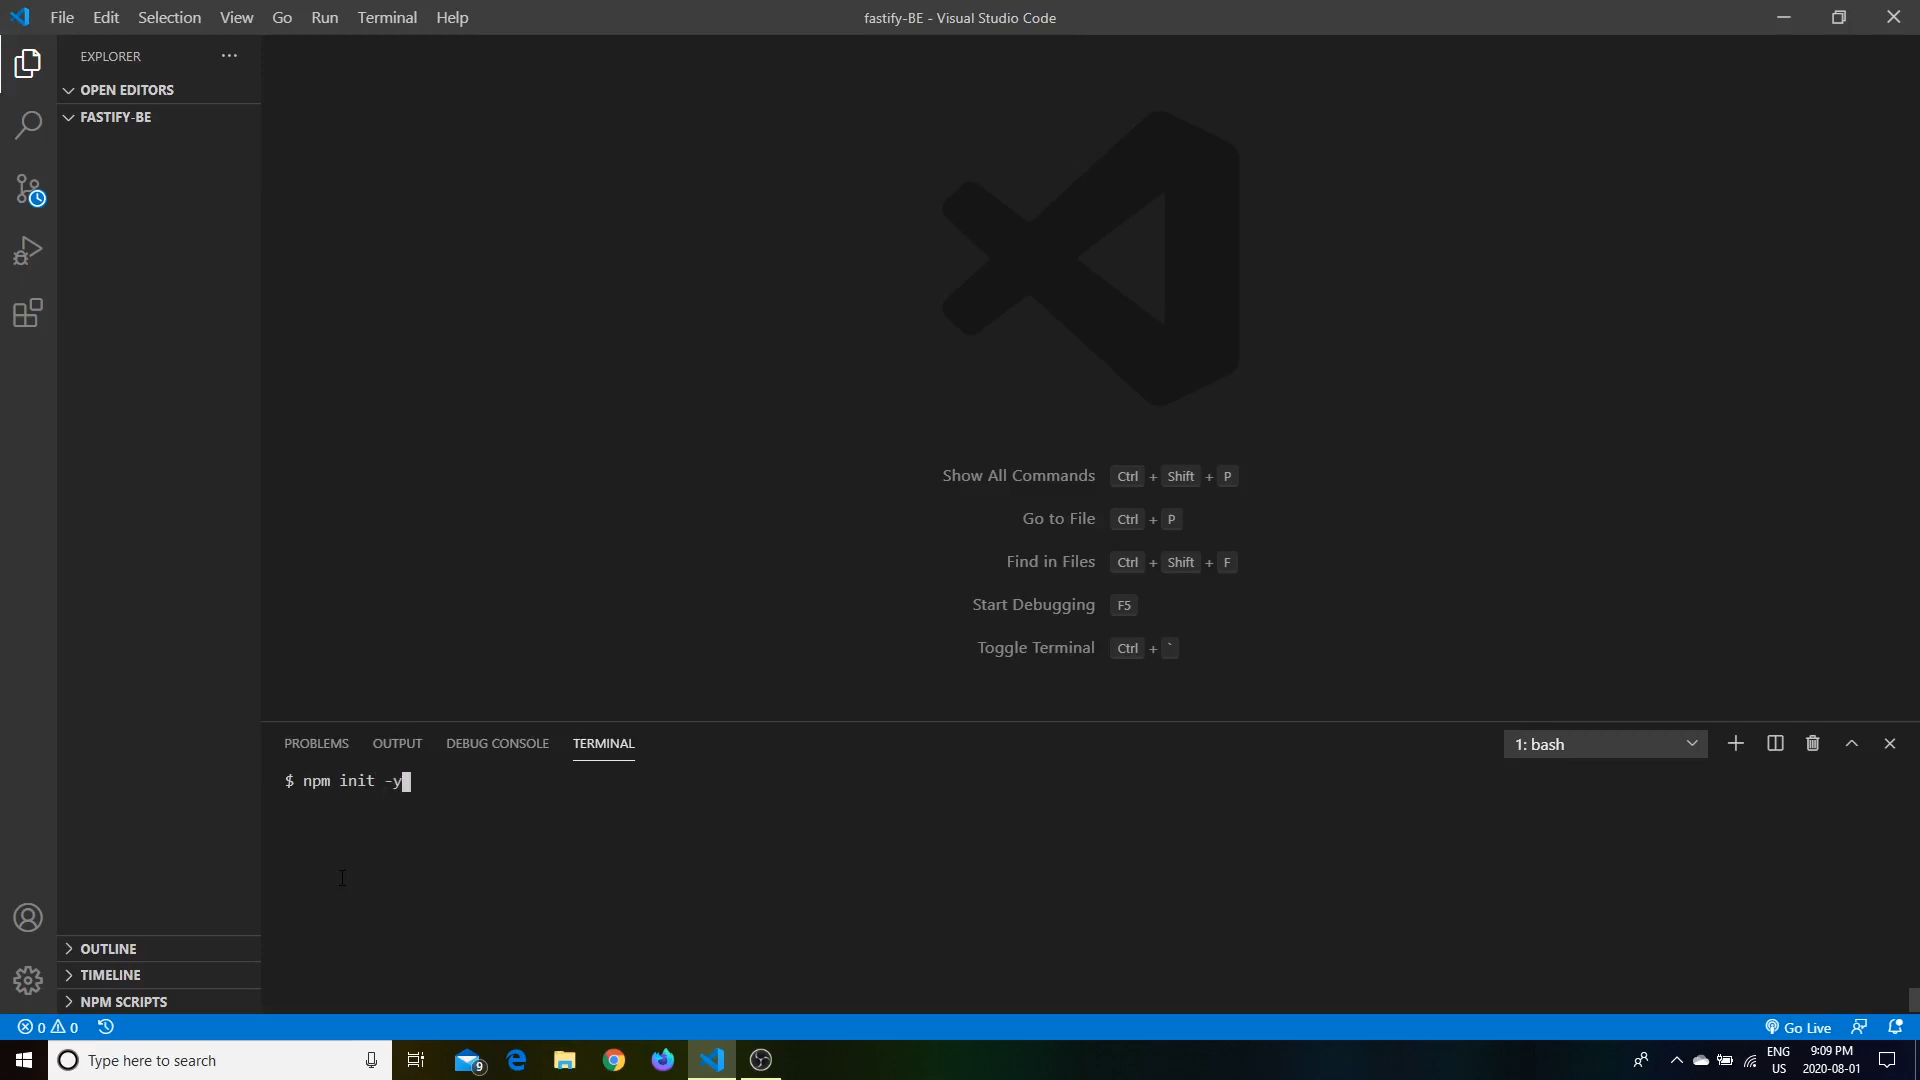 File Edit Selection View Go Run Terminal Help
fastify-BE - Visual Studio Code
EXPLORER
OPEN EDITORS
FASTIFY-BE
Show All Commands Ctrl + Shift + P
Go to File Ctrl + P
Find in Files Ctrl + Shift + F
Start Debugging F5
Toggle Terminal Ctrl + `
PROBLEMS OUTPUT DEBUG CONSOLE TERMINAL
1: bash
$ npm init -y
OUTLINE
TIMELINE
NPM SCRIPTS
0 0
Go Live
Type here to search
9
ENG
US
9:09 PM
2020-08-01